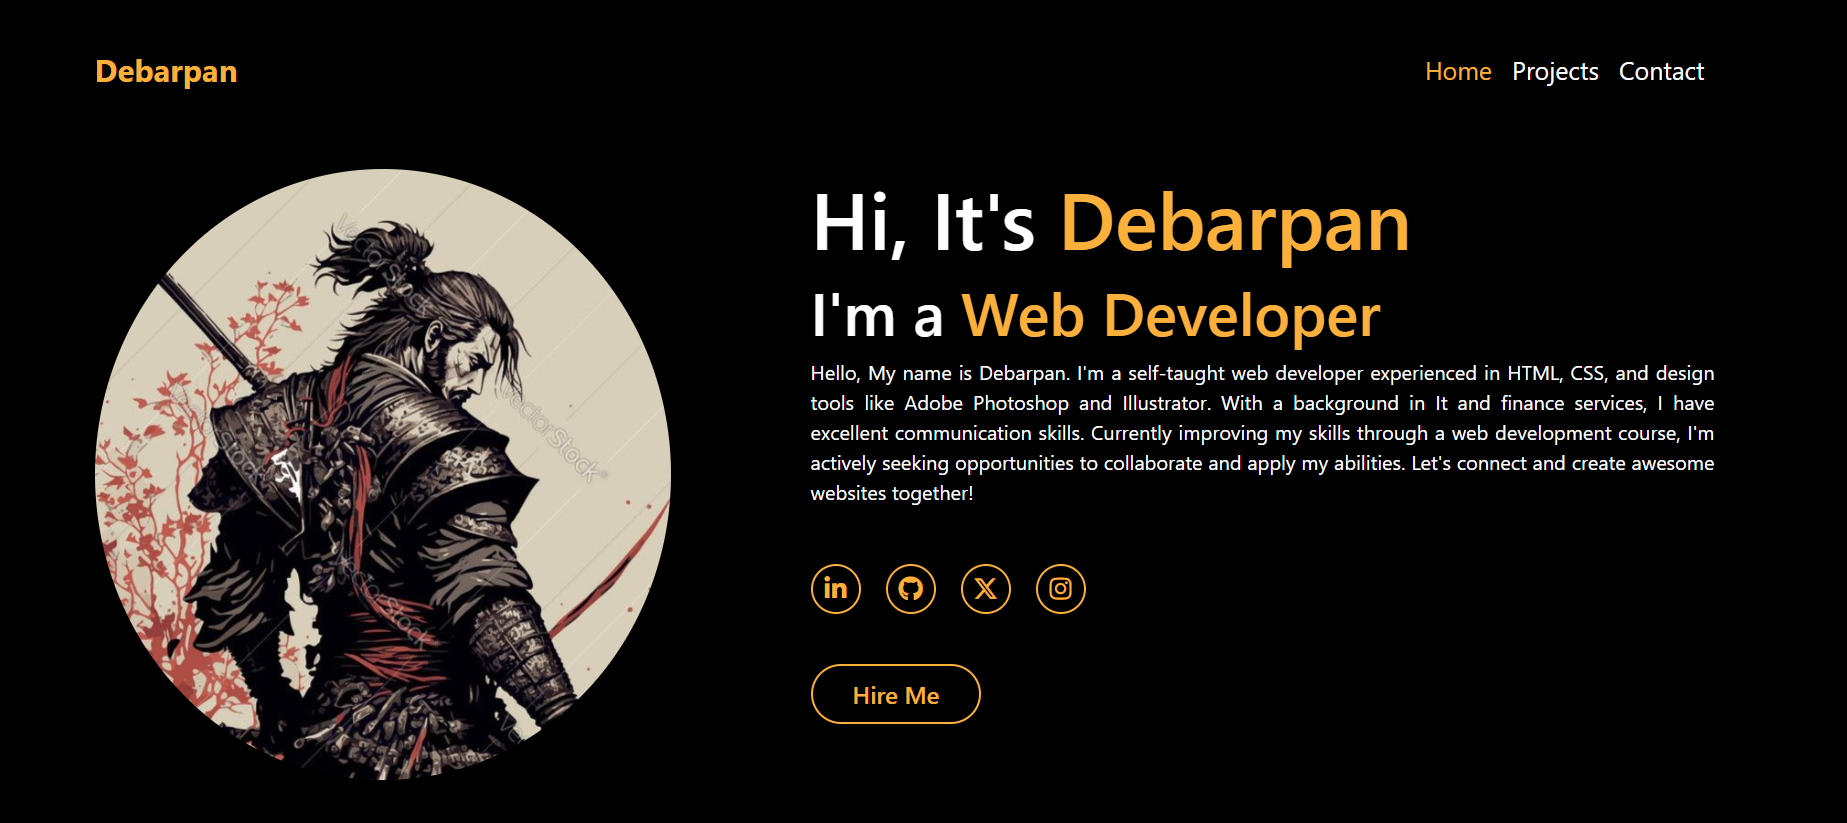 Debarpan
Home Projects Contact
Hi, It's Debarpan
I'm a Web Developer
Hello, My name is Debarpan. I'm a self-taught web developer experienced in HTML, CSS, and design
tools like Adobe Photoshop and Illustrator. With a background in It and finance services, I have
excellent communication skills. Currently improving my skills through a web development course, I'm
actively seeking opportunities to collaborate and apply my abilities. Let's connect and create awesome
websites together!
in
X
Hire Me
VectorStock
VectorStock®
VectorStock
VectorStock